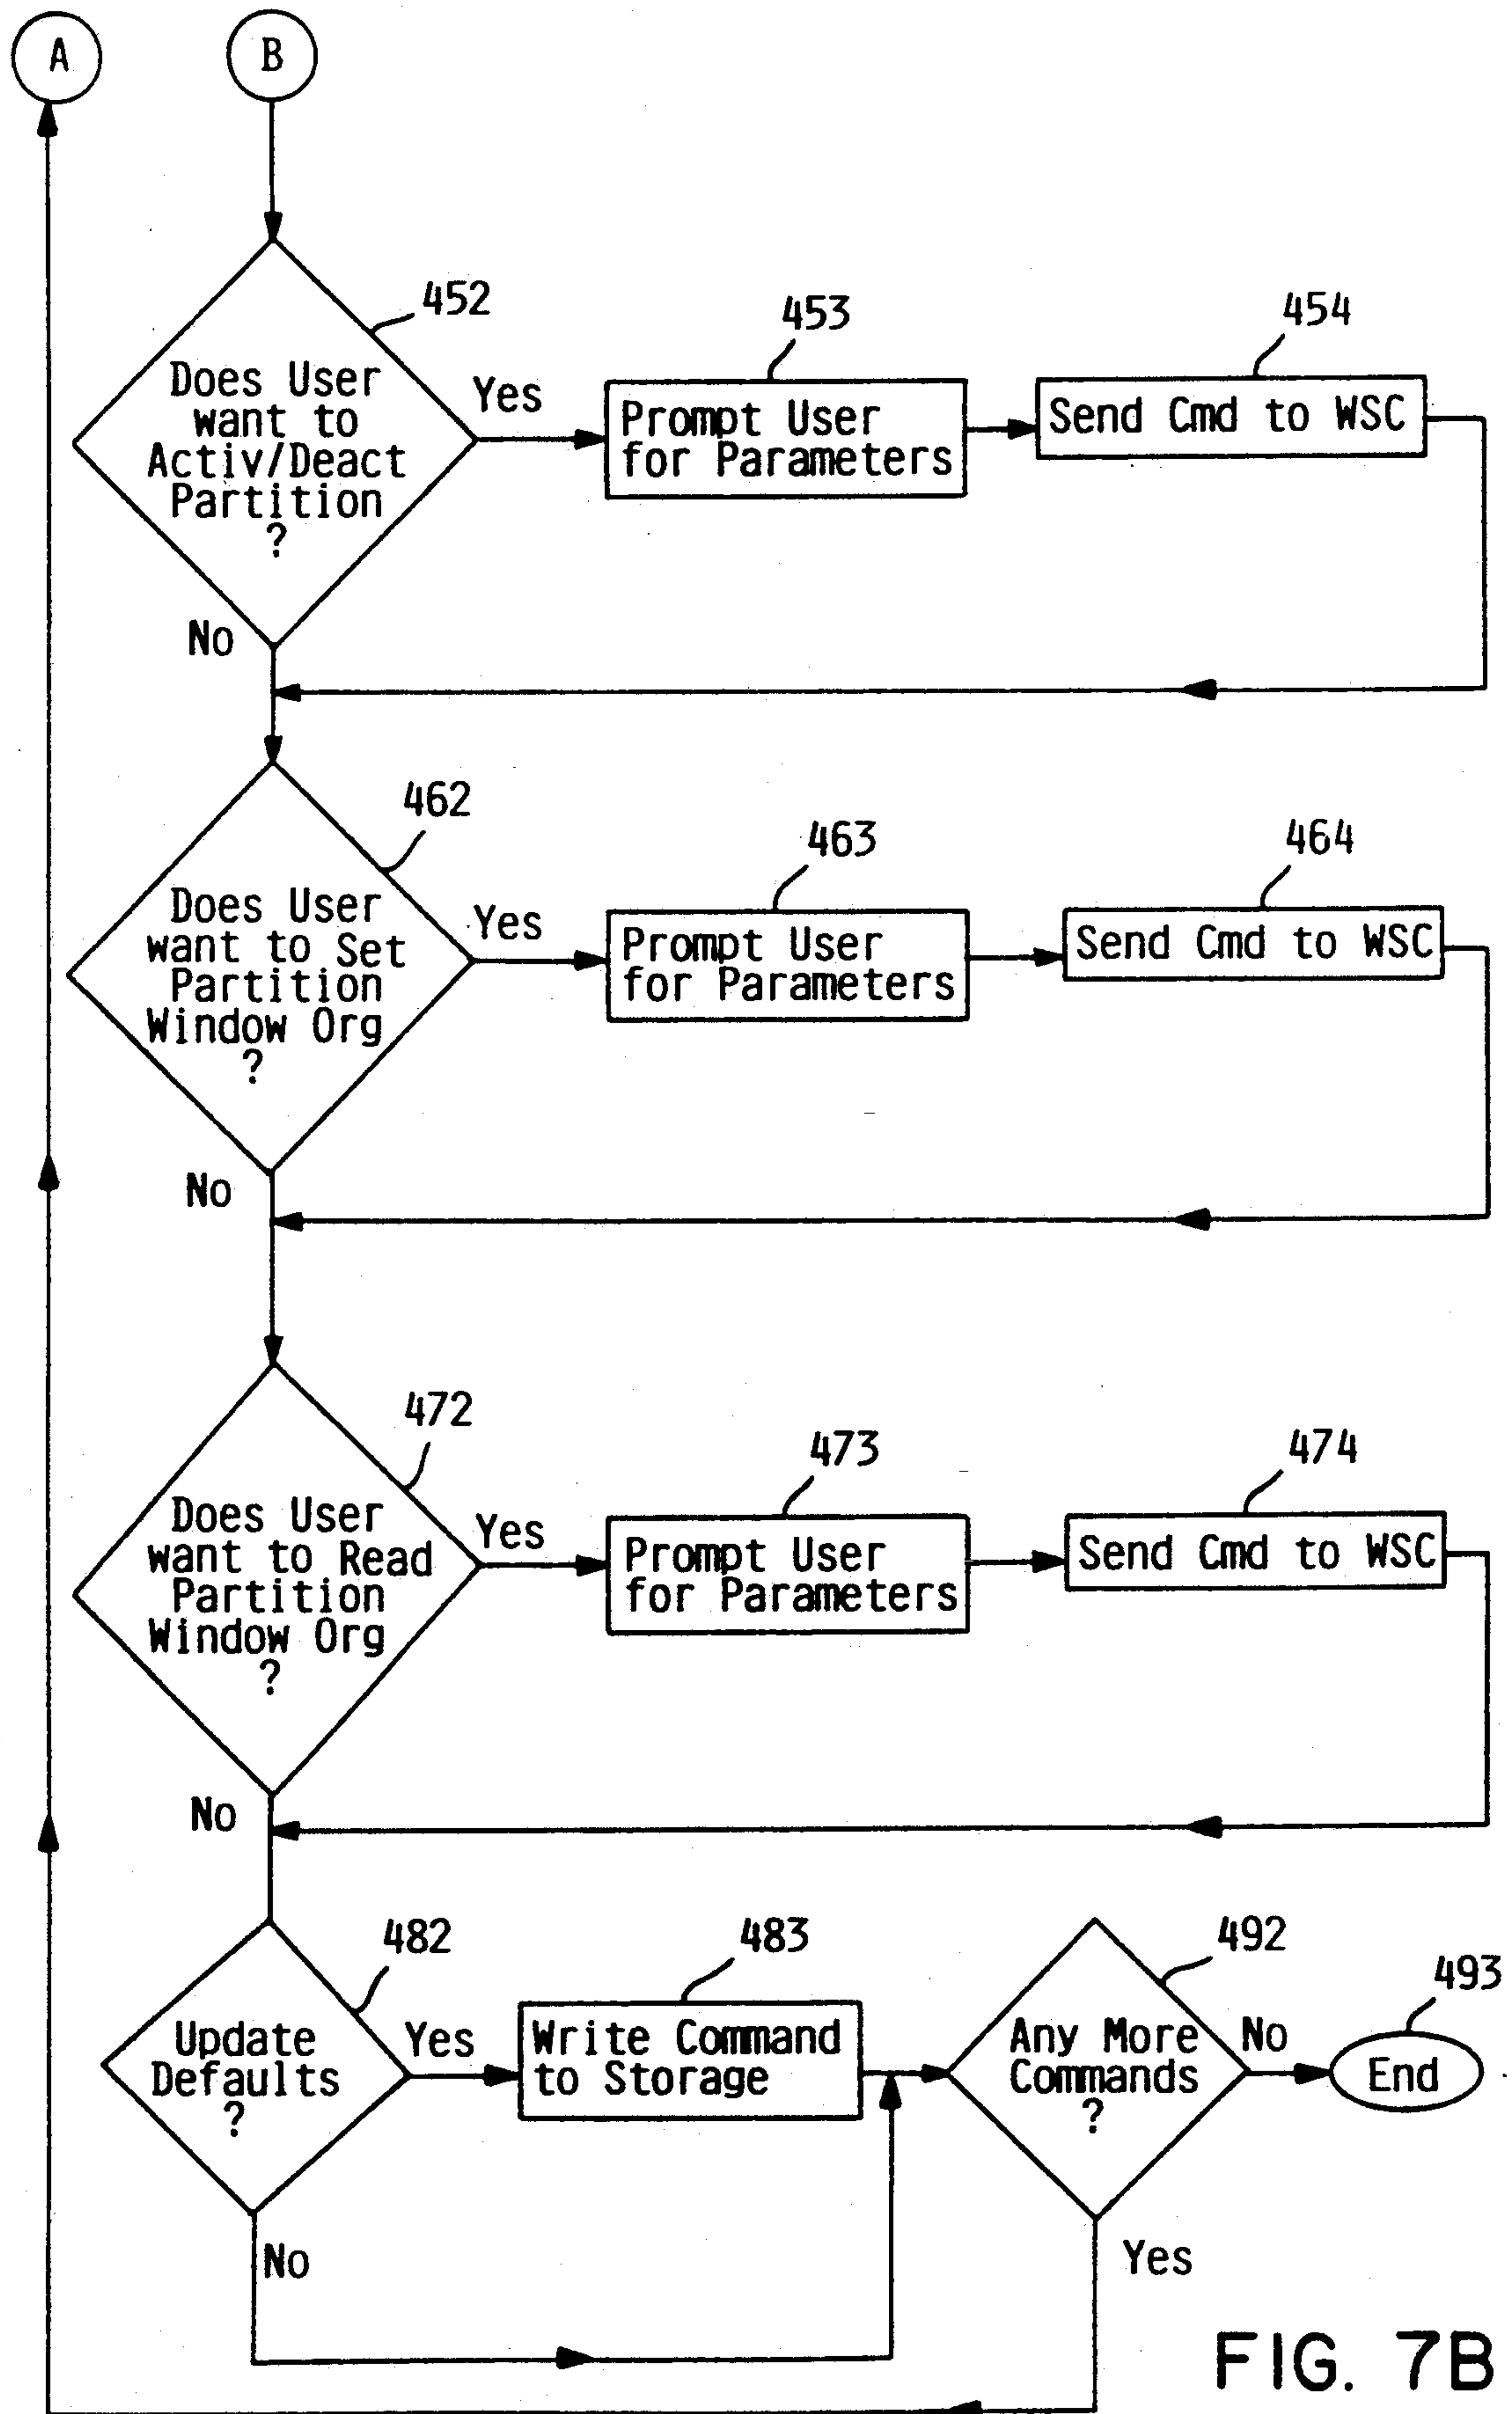 A
B
452
Does User
want to
Activ/Deact
Partition
?
Yes
453
Prompt User
for Parameters
454
Send Cmd to WSC
No
462
Does User
want to Set
Partition
Window Org
?
Yes
463
Prompt User
for Parameters
464
Send Cmd to WSC
No
472
Does User
want to Read
Partition
Window Org
?
Yes
473
Prompt User
for Parameters
474
Send Cmd to WSC
No
482
Update
Defaults
?
Yes
483
Write Command
to Storage
492
Any More
Commands
?
No
493
End
No
Yes
FIG. 7B